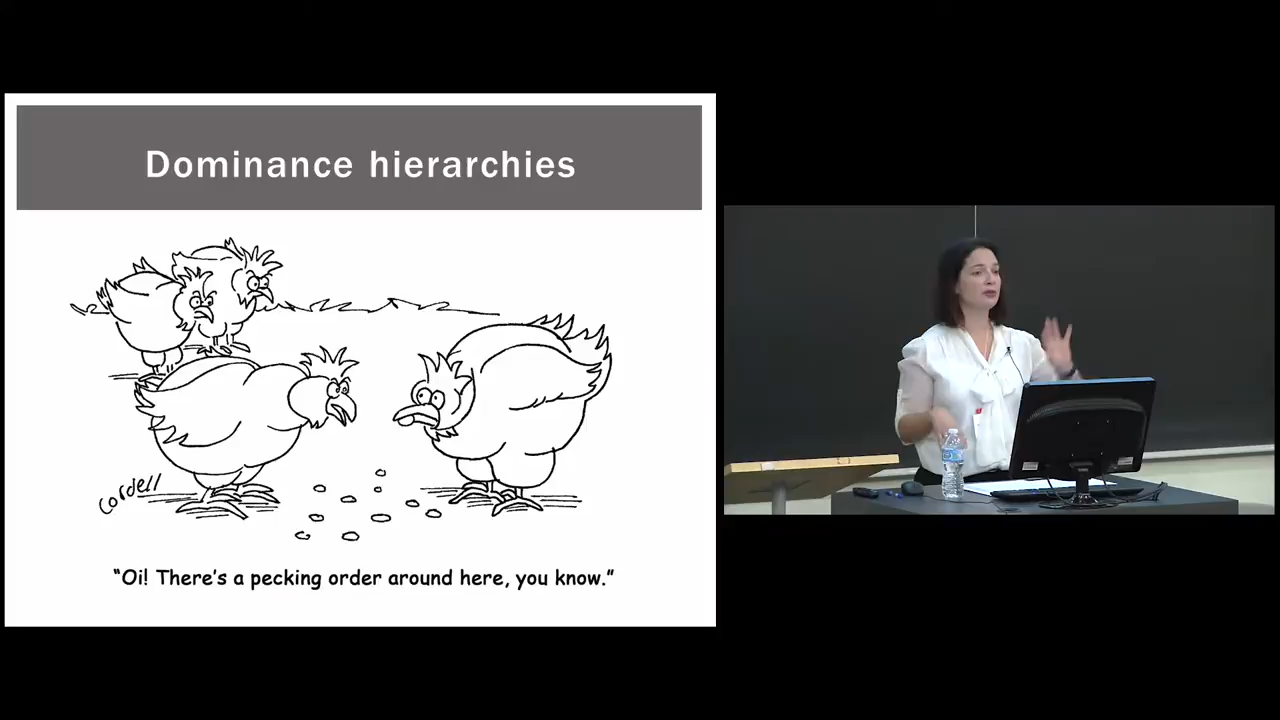 Dominance hierarchies
Cordell
“Oi! There’s a pecking order around here, you know.”